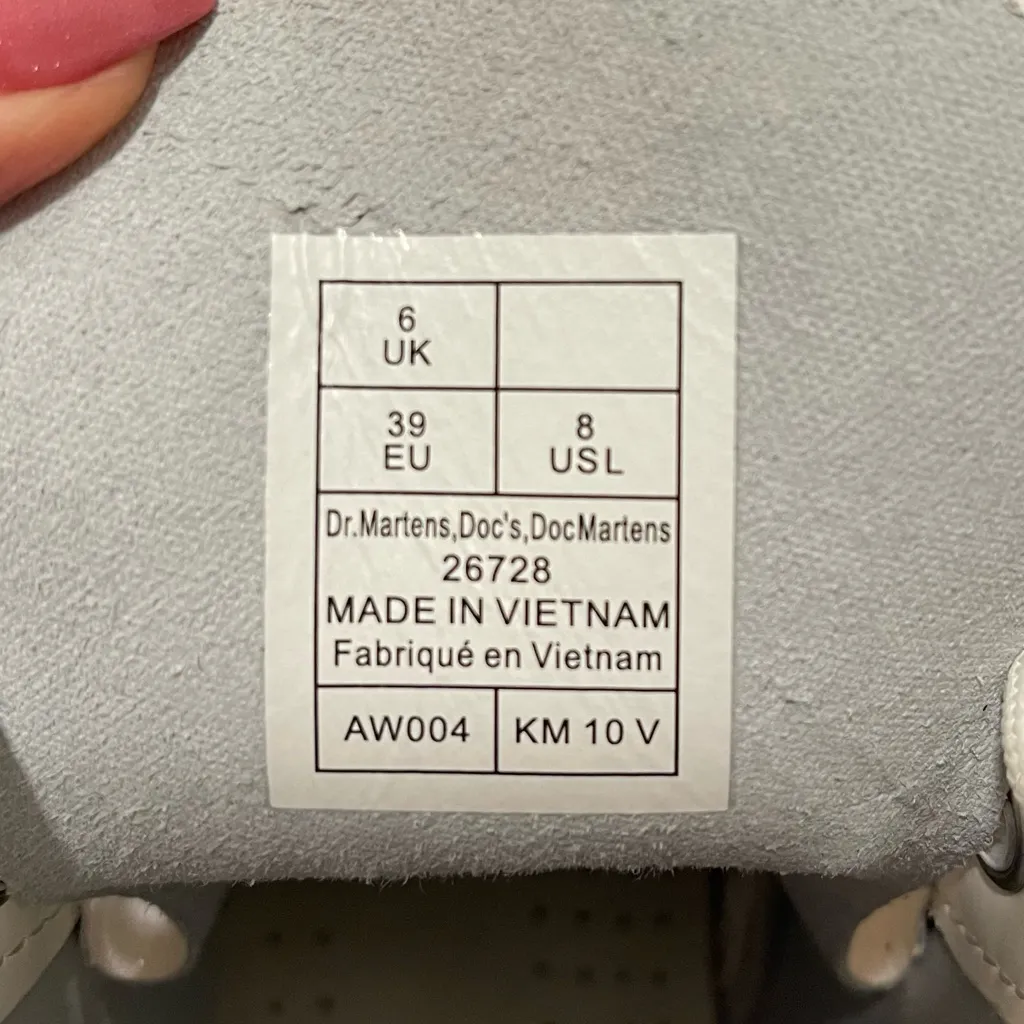 6
UK
39
EU
8
USL
Dr.Martens,Doc's,DocMartens
26728
MADE IN VIETNAM
Fabriqué en Vietnam
AW004
KM 10 V